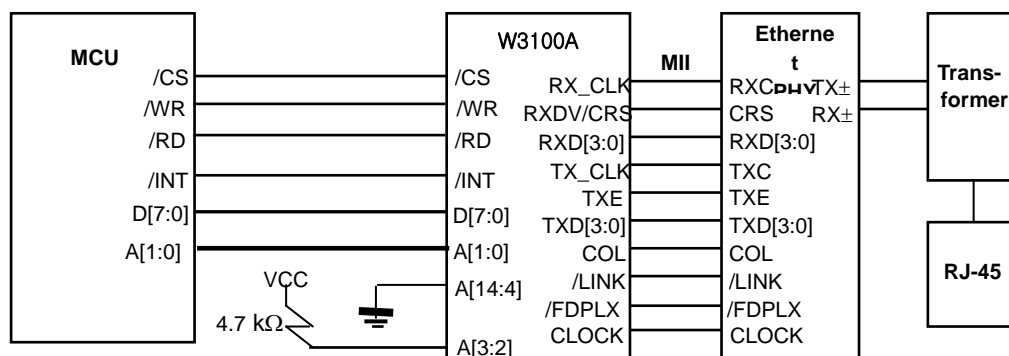 MCU
/CS
/WR
/RD
/INT
D[7:0]
A[1:0]
VCC
4.7 kΩ
W3100A
/CS
/WR
/RD
/INT
D[7:0]
A[1:0]
A[14:4]
A[3:2]
RX_CLK
RXDV/CRS
RXD[3:0]
TX_CLK
TXE
TXD[3:0]
COL
/LINK
/FDPLX
CLOCK
MII
Etherne
t
PHY
RXC
CRS
RXD[3:0]
TXC
TXE
TXD[3:0]
COL
/LINK
/FDPLX
CLOCK
TX±
RX±
Trans-
former
RJ-45